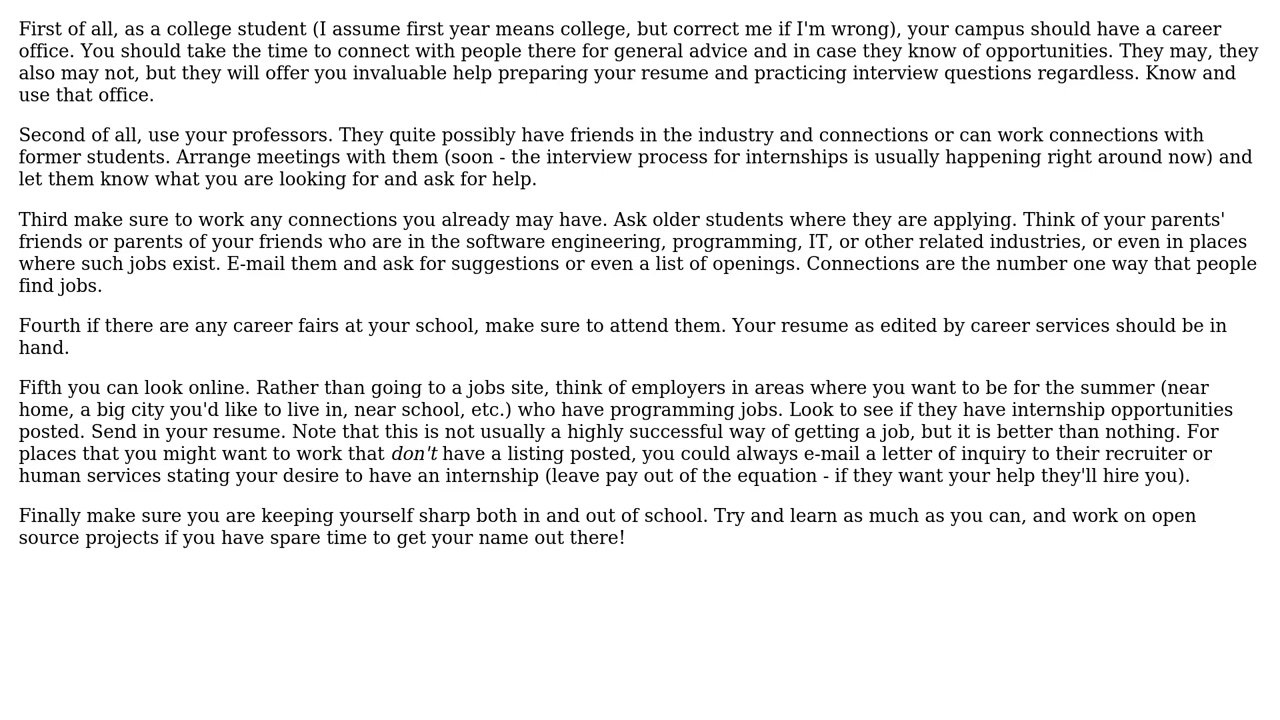 First of all, as a college student (I assume first year means college, but correct me if I'm wrong), your campus should have a career
office. You should take the time to connect with people there for general advice and in case they know of opportunities. They may, they
also may not, but they will offer you invaluable help preparing your resume and practicing interview questions regardless. Know and
use that office.
Second of all, use your professors. They quite possibly have friends in the industry and connections or can work connections with
former students. Arrange meetings with them (soon - the interview process for internships is usually happening right around now) and
let them know what you are looking for and ask for help.
Third make sure to work any connections you already may have. Ask older students where they are applying. Think of your parents'
friends or parents of your friends who are in the software engineering, programming, IT, or other related industries, or even in places
where such jobs exist. E-mail them and ask for suggestions or even a list of openings. Connections are the number one way that people
find jobs.
Fourth if there are any career fairs at your school, make sure to attend them. Your resume as edited by career services should be in
hand.
Fifth you can look online. Rather than going to a jobs site, think of employers in areas where you want to be for the summer (near
home, a big city you'd like to live in, near school, etc.) who have programming jobs. Look to see if they have internship opportunities
posted. Send in your resume. Note that this is not usually a highly successful way of getting a job, but it is better than nothing. For
places that you might want to work that don't have a listing posted, you could always e-mail a letter of inquiry to their recruiter or
human services stating your desire to have an internship (leave pay out of the equation - if they want your help they'll hire you).
Finally make sure you are keeping yourself sharp both in and out of school. Try and learn as much as you can, and work on open
source projects if you have spare time to get your name out there!